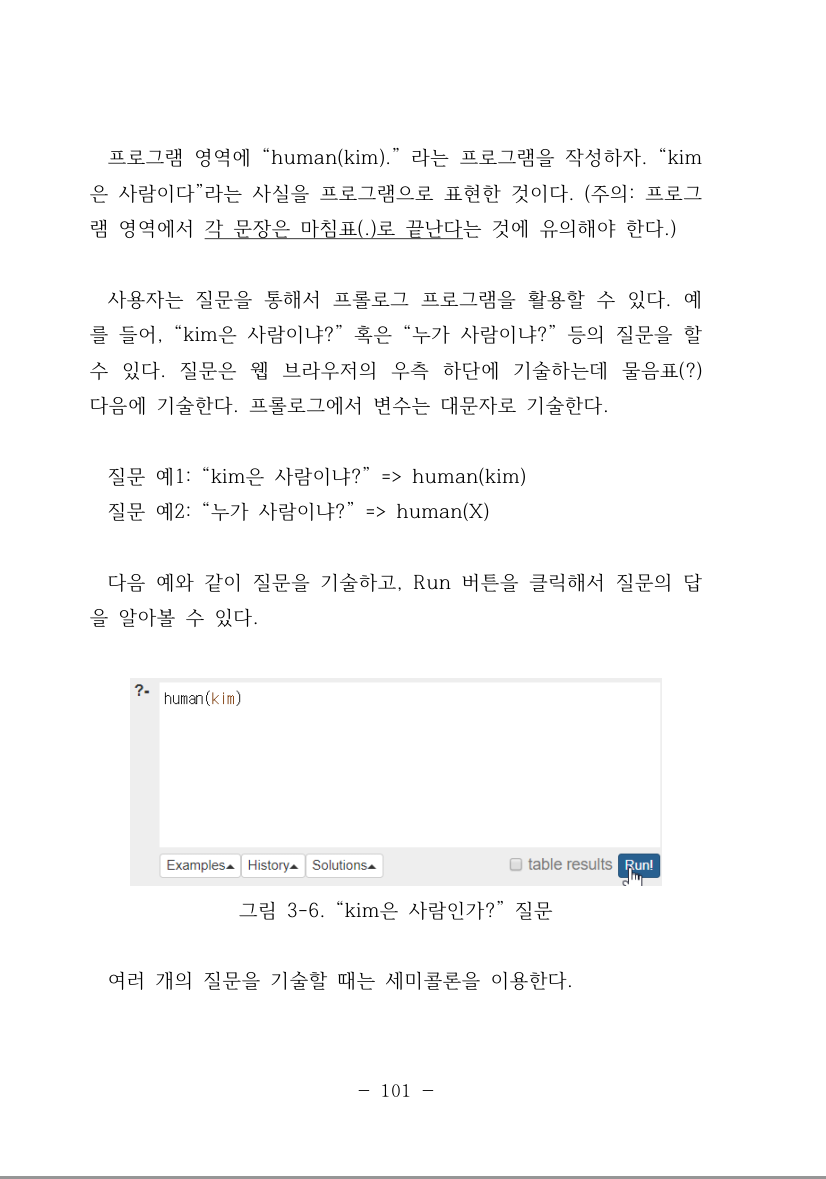 프로그램 영역에 “human(kim).” 라는 프로그램을 작성하자. “kim
은 사람이다”라는 사실을 프로그램으로 표현한 것이다. (주의: 프로그
램 영역에서 각 문장은 마침표(.)로 끝난다는 것에 유의해야 한다.)
사용자는 질문을 통해서 프롤로그 프로그램을 활용할 수 있다. 예
를 들어, “kim은 사람이냐?” 혹은 “누가 사람이냐?” 등의 질문을 할
수 있다. 질문은 웹 브라우저의 우측 하단에 기술하는데 물음표(?)
다음에 기술한다. 프롤로그에서 변수는 대문자로 기술한다.
질문 예1: “kim은 사람이냐?” => human(kim)
질문 예2: “누가 사람이냐?” => human(X)
다음 예와 같이 질문을 기술하고, Run 버튼을 클릭해서 질문의 답
을 알아볼 수 있다.
?- human(kim)
Examples▴ History▴ Solutions▴ table results Run!
그림 3-6. “kim은 사람인가?” 질문
여러 개의 질문을 기술할 때는 세미콜론을 이용한다.
- 101 -